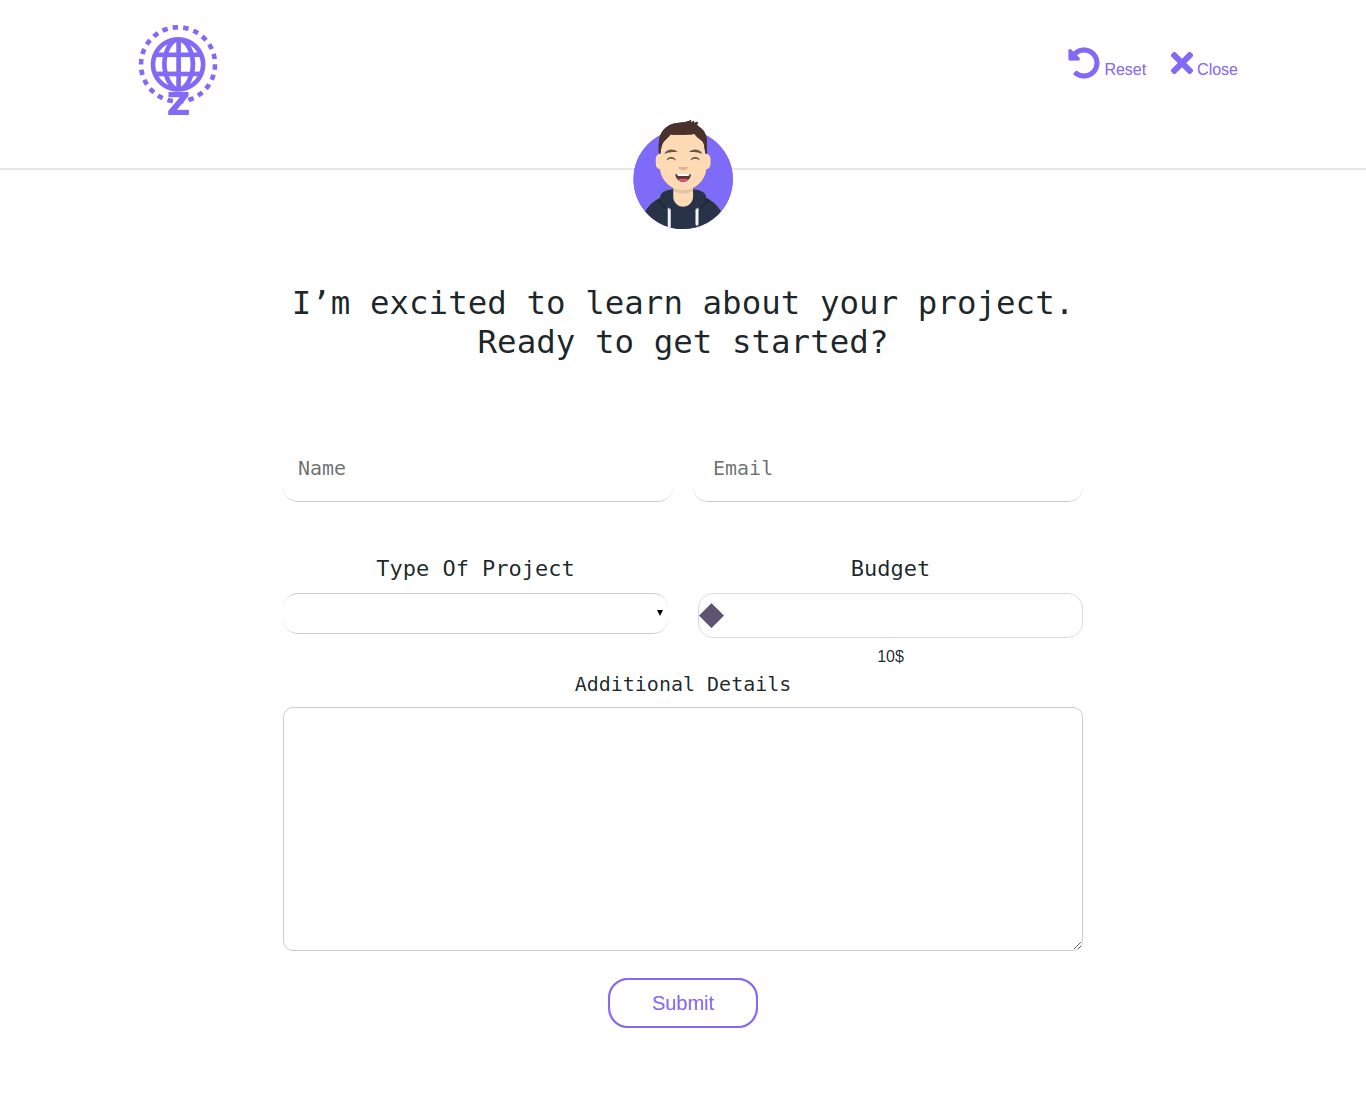 Z
Reset Close
I’m excited to learn about your project.
Ready to get started?
Name Email
Type Of Project Budget
10$
Additional Details
Submit